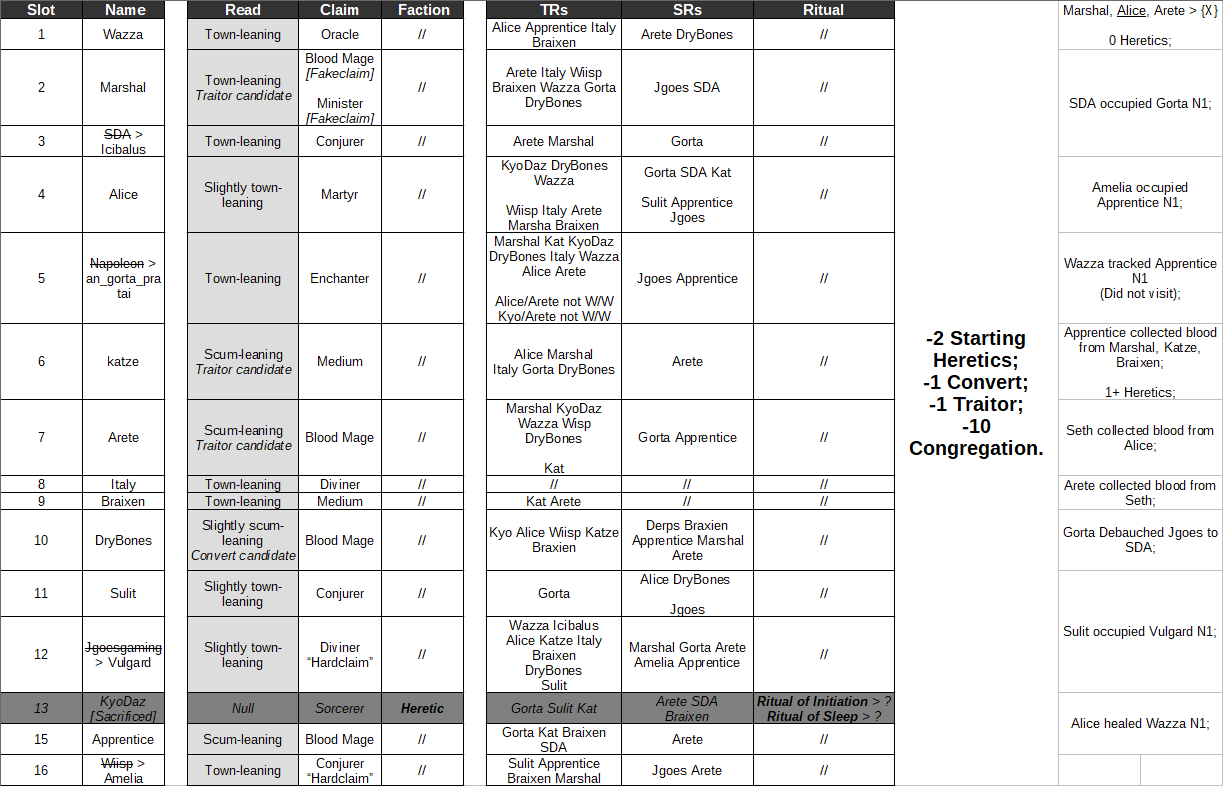 Slot Name Read Claim Faction TRs SRs Ritual
Marshal, Alice, Arete > {X}
0 Heretics;
1 Wazza Town-leaning Oracle // Alice Apprentice Italy Arete DryBones //
Braixen
2 Marshal Town-leaning
Traitor candidate
Blood Mage
[Fakeclaim]
Minister
[Fakeclaim]
//
Arete Italy Wiisp
Braixen Wazza Gorta
DryBones
Jgoes SDA
//
SDA occupied Gorta N1;
3
SDA >
Icibalus
Town-leaning Conjurer // Arete Marshal Gorta //
4 Alice
Slightly town-
leaning
Martyr
//
KyoDaz DryBones
Wazza
Wiisp Italy Arete
Marsha Braixen
Gorta SDA Kat
Sulit Apprentice
Jgoes
//
Amelia occupied
Apprentice N1;
5
Napoleon >
an_gorta_pra
tai
Town-leaning Enchanter //
Marshal Kat KyoDaz
DryBones Italy Wazza
Alice Arete
Alice/Arete not W/W
Kyo/Arete not W/W
Jgoes Apprentice
//
Wazza tracked Apprentice
N1
(Did not visit);
6 katze
Scum-leaning
Traitor candidate
Medium //
Alice Marshal
Italy Gorta DryBones
Arete //
-2 Starting
Heretics;
-1 Convert;
-1 Traitor;
-10
Congregation.
Apprentice collected blood
from Marshal, Katze,
Braixen;
1+ Heretics;
7 Arete
Scum-leaning
Traitor candidate
Blood Mage //
Marshal KyoDaz
Wazza Wisp
DryBones
Kat
Gorta Apprentice //
Seth collected blood from
Alice;
8 Italy Town-leaning Diviner // // // //
9 Braixen Town-leaning Medium // Kat Arete // //
Arete collected blood from
Seth;
10 DryBones
Slightly scum-
leaning
Convert candidate
Blood Mage //
Kyo Alice Wiisp Katze
Braxien
Derps Braxien
Apprentice Marshal
Arete
//
Gorta Debauched Jgoes to
SDA;
11 Sulit
Slightly town-
leaning
Conjurer // Gorta
Alice DryBones
Jgoes
//
12
Jgoesgaming
> Vulgard
Slightly town-
leaning
Diviner
“Hardclaim”
//
Wazza Icibalus
Alice Katze Italy
Braixen
DryBones
Sulit
Marshal Gorta Arete
Amelia Apprentice
//
Sulit occupied Vulgard N1;
13
KyoDaz
[Sacrificed]
Null Sorcerer Heretic Gorta Sulit Kat
Arete SDA
Braixen
Ritual of Initiation > ?
Ritual of Sleep > ?
Alice healed Wazza N1;
15 Apprentice Scum-leaning Blood Mage //
Gorta Kat Braixen
SDA
Arete //
16
Wiisp >
Amelia
Town-leaning
Conjurer
“Hardclaim”
//
Sulit Apprentice
Braixen Marshal
Jgoes Arete //